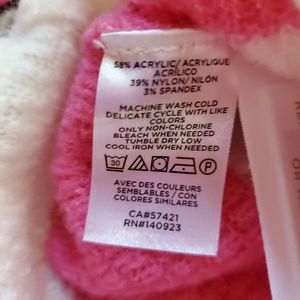 58% ACRYLIC/ ACRYLIQUE
ACRÍLICO
39% NYLON/ NILÓN
3% SPANDEX
MACHINE WASH COLD
DELICATE CYCLE WITH LIKE
COLORS
ONLY NON-CHLORINE
BLEACH WHEN NEEDED
TUMBLE DRY LOW
COOL IRON WHEN NEEDED
30
P
AVEC DES COULEURS
SEMBLABLES / CON
COLORES SIMILARES
CA#57421
RN#140923